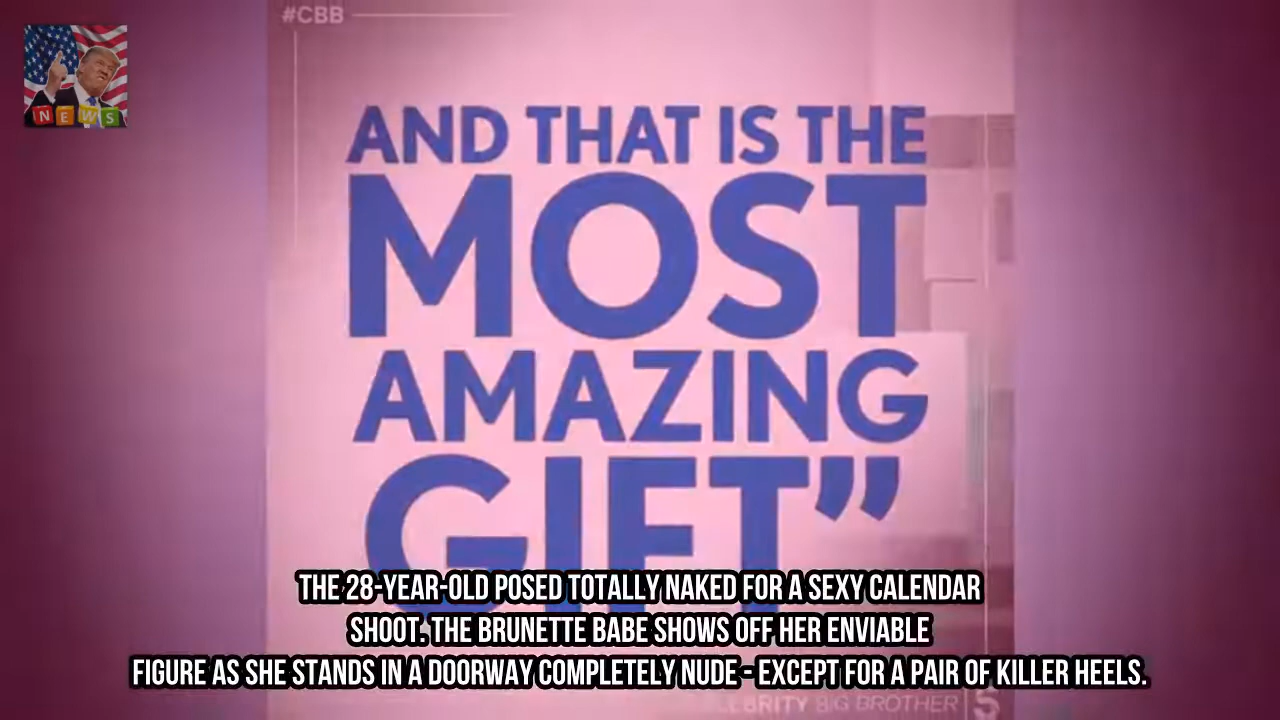 #CBB
NEWS
AND THAT IS THE
MOST
AMAZING
GIFT”
THE 28-YEAR-OLD POSED TOTALLY NAKED FOR A SEXY CALENDAR
SHOOT. THE BRUNETTE BABE SHOWS OFF HER ENVIABLE
FIGURE AS SHE STANDS IN A DOORWAY COMPLETELY NUDE - EXCEPT FOR A PAIR OF KILLER HEELS.
BIG BROTHER 5